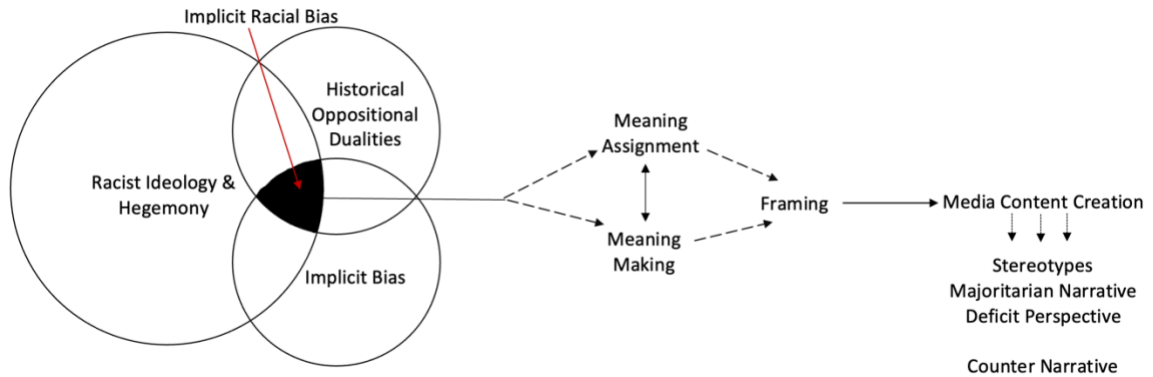 Implicit Racial Bias
Historical
Oppositional
Dualities
Racist Ideology &
Hegemony
Implicit Bias
Meaning
Assignment
Meaning
Making
Framing
Media Content Creation
Stereotypes
Majoritarian Narrative
Deficit Perspective
Counter Narrative